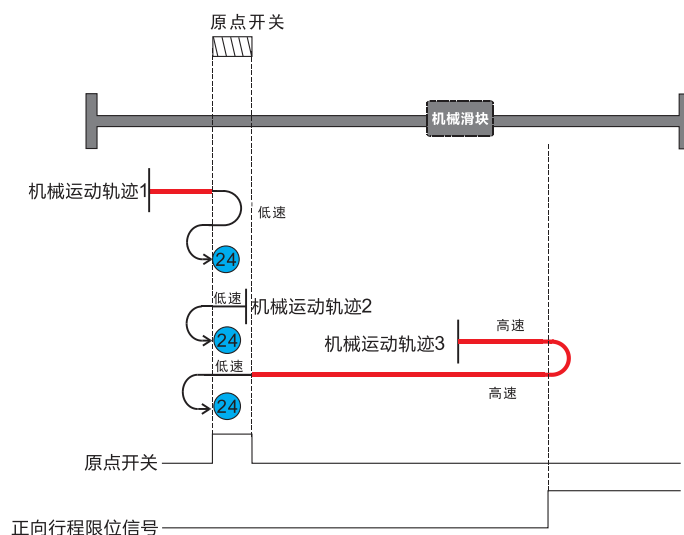 原点开关
机械滑块
机械运动轨迹1
低速
24
低速
机械运动轨迹2
高速
24
机械运动轨迹3
低速
高速
24
原点开关
正向行程限位信号